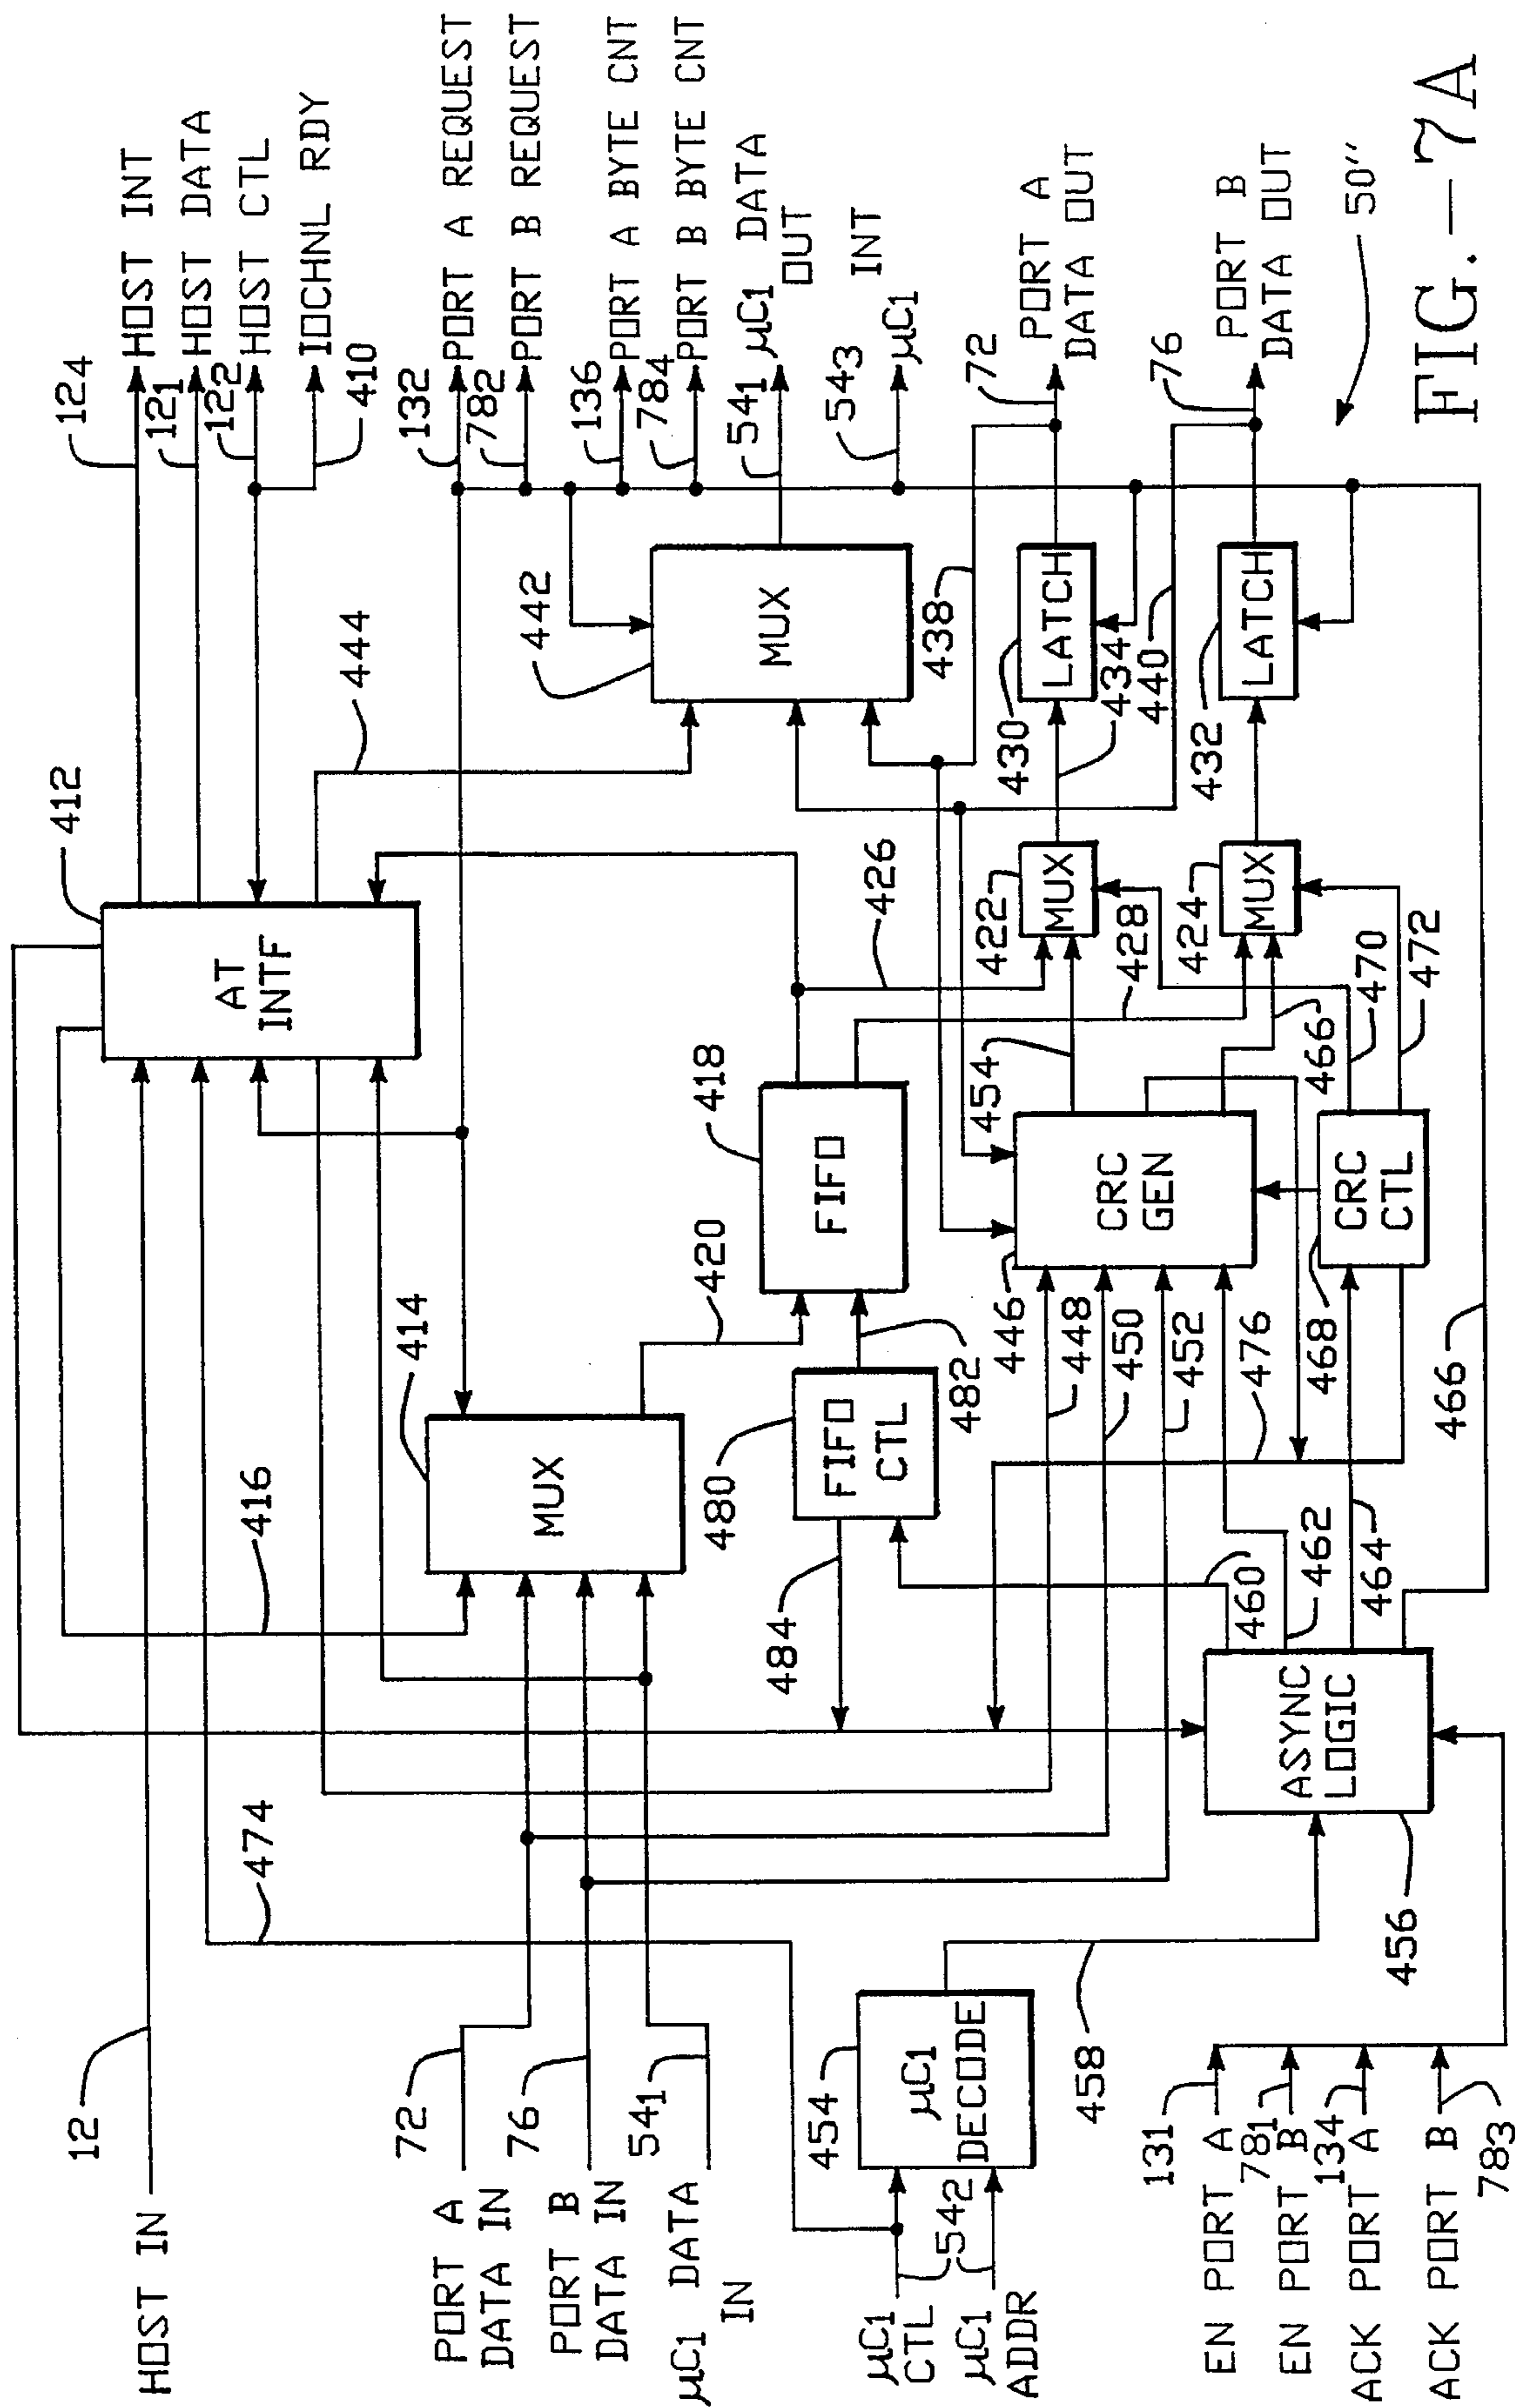 HOST IN
12
474
416
412
444
124
HOST INT
121
HOST DATA
122
HOST CTL
IOCHNL RDY
410
AT
INTF
PORT A
DATA IN
72
PORT B
DATA IN
76
μC1 DATA
IN
541
414
MUX
420
132
PORT A REQUEST
782
PORT B REQUEST
136
PORT A BYTE CNT
784
PORT B BYTE CNT
541
μC1 DATA
OUT
543
μC1
INT
442
MUX
438
418
FIFO
426
480
FIFO
CTL
482
484
μC1
CTL
μC1
ADDR
542
454
μC1
DECODE
458
446
448
450
452
CRC
GEN
454
422
MUX
428
430
LATCH
434
440
72
PORT A
DATA OUT
424
MUX
432
LATCH
76
PORT B
DATA OUT
466
470
472
476
468
CRC
CTL
460
462
464
466
ASYNC
LOGIC
456
EN PORT A
131
EN PORT B
781
ACK PORT A
134
ACK PORT B
783
50''
FIG.-7A